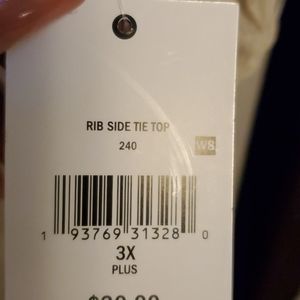 RIB SIDE TIE TOP
240
W8
1 93769 31328 0
3X
PLUS